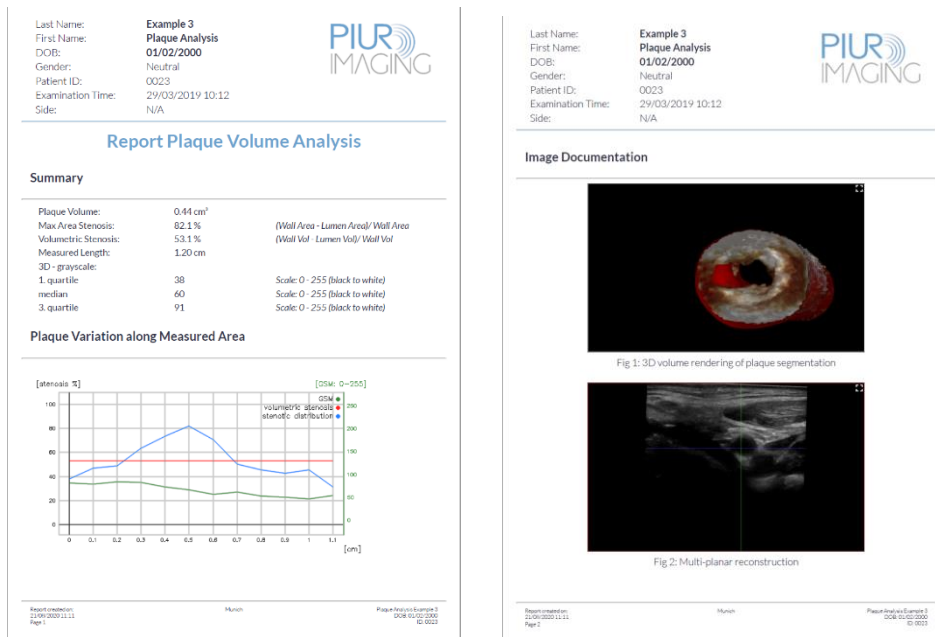 Last Name: Example 3
First Name: Plaque Analysis
DOB: 01/02/2000
Gender: Neutral
Patient ID: 0023
Examination Time: 29/03/2019 10:12
Side: N/A
PIUR
IMAGING
Report Plaque Volume Analysis
Summary
Plaque Volume: 0.44 cm³
Max Area Stenosis: 82.1 % (Wall Area - Lumen Area)/ Wall Area
Volumetric Stenosis: 53.1 % (Wall Vol - Lumen Vol)/ Wall Vol
Measured Length: 1.20 cm
3D - grayscale:
1. quartile 38 Scale: 0 - 255 (black to white)
median 60 Scale: 0 - 255 (black to white)
3. quartile 91 Scale: 0 - 255 (black to white)
Plaque Variation along Measured Area
[stenosis %] [GSM: 0-255]
GSM
volumetric stenosis
stenotic distribution
100 250
80 200
60 150
40 100
20 50
0 0
0 0.1 0.2 0.3 0.4 0.5 0.6 0.7 0.8 0.9 1 1.1
[cm]
Report created on:
21/08/2020 11:11
Page 1
Munich
Plaque Analysis Example 3
DOB: 01/02/2000
ID: 0023
Last Name: Example 3
First Name: Plaque Analysis
DOB: 01/02/2000
Gender: Neutral
Patient ID: 0023
Examination Time: 29/03/2019 10:12
Side: N/A
PIUR
IMAGING
Image Documentation
Fig 1: 3D volume rendering of plaque segmentation
Fig 2: Multi-planar reconstruction
Report created on:
21/08/2020 11:11
Page 2
Munich
Plaque Analysis Example 3
DOB: 01/02/2000
ID: 0023